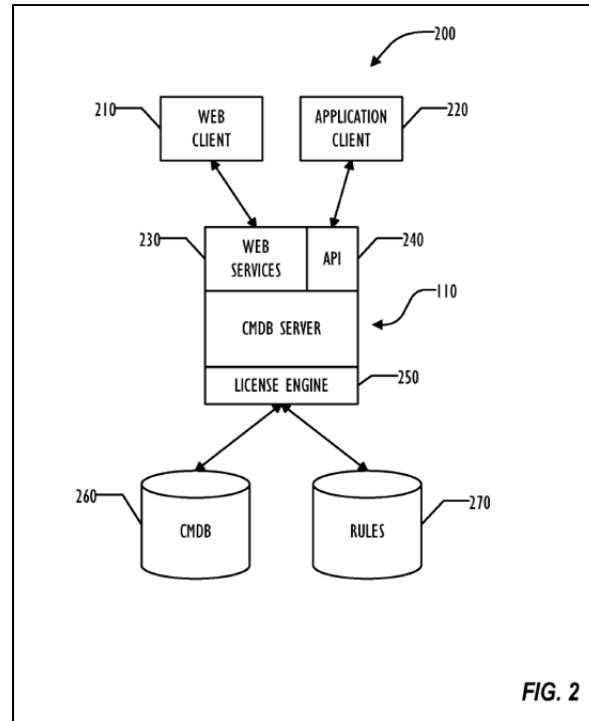 200
210
WEB
CLIENT
APPLICATION
CLIENT
220
230
WEB
SERVICES
API
240
110
CMDB SERVER
LICENSE ENGINE
250
260
CMDB
RULES
270
FIG. 2